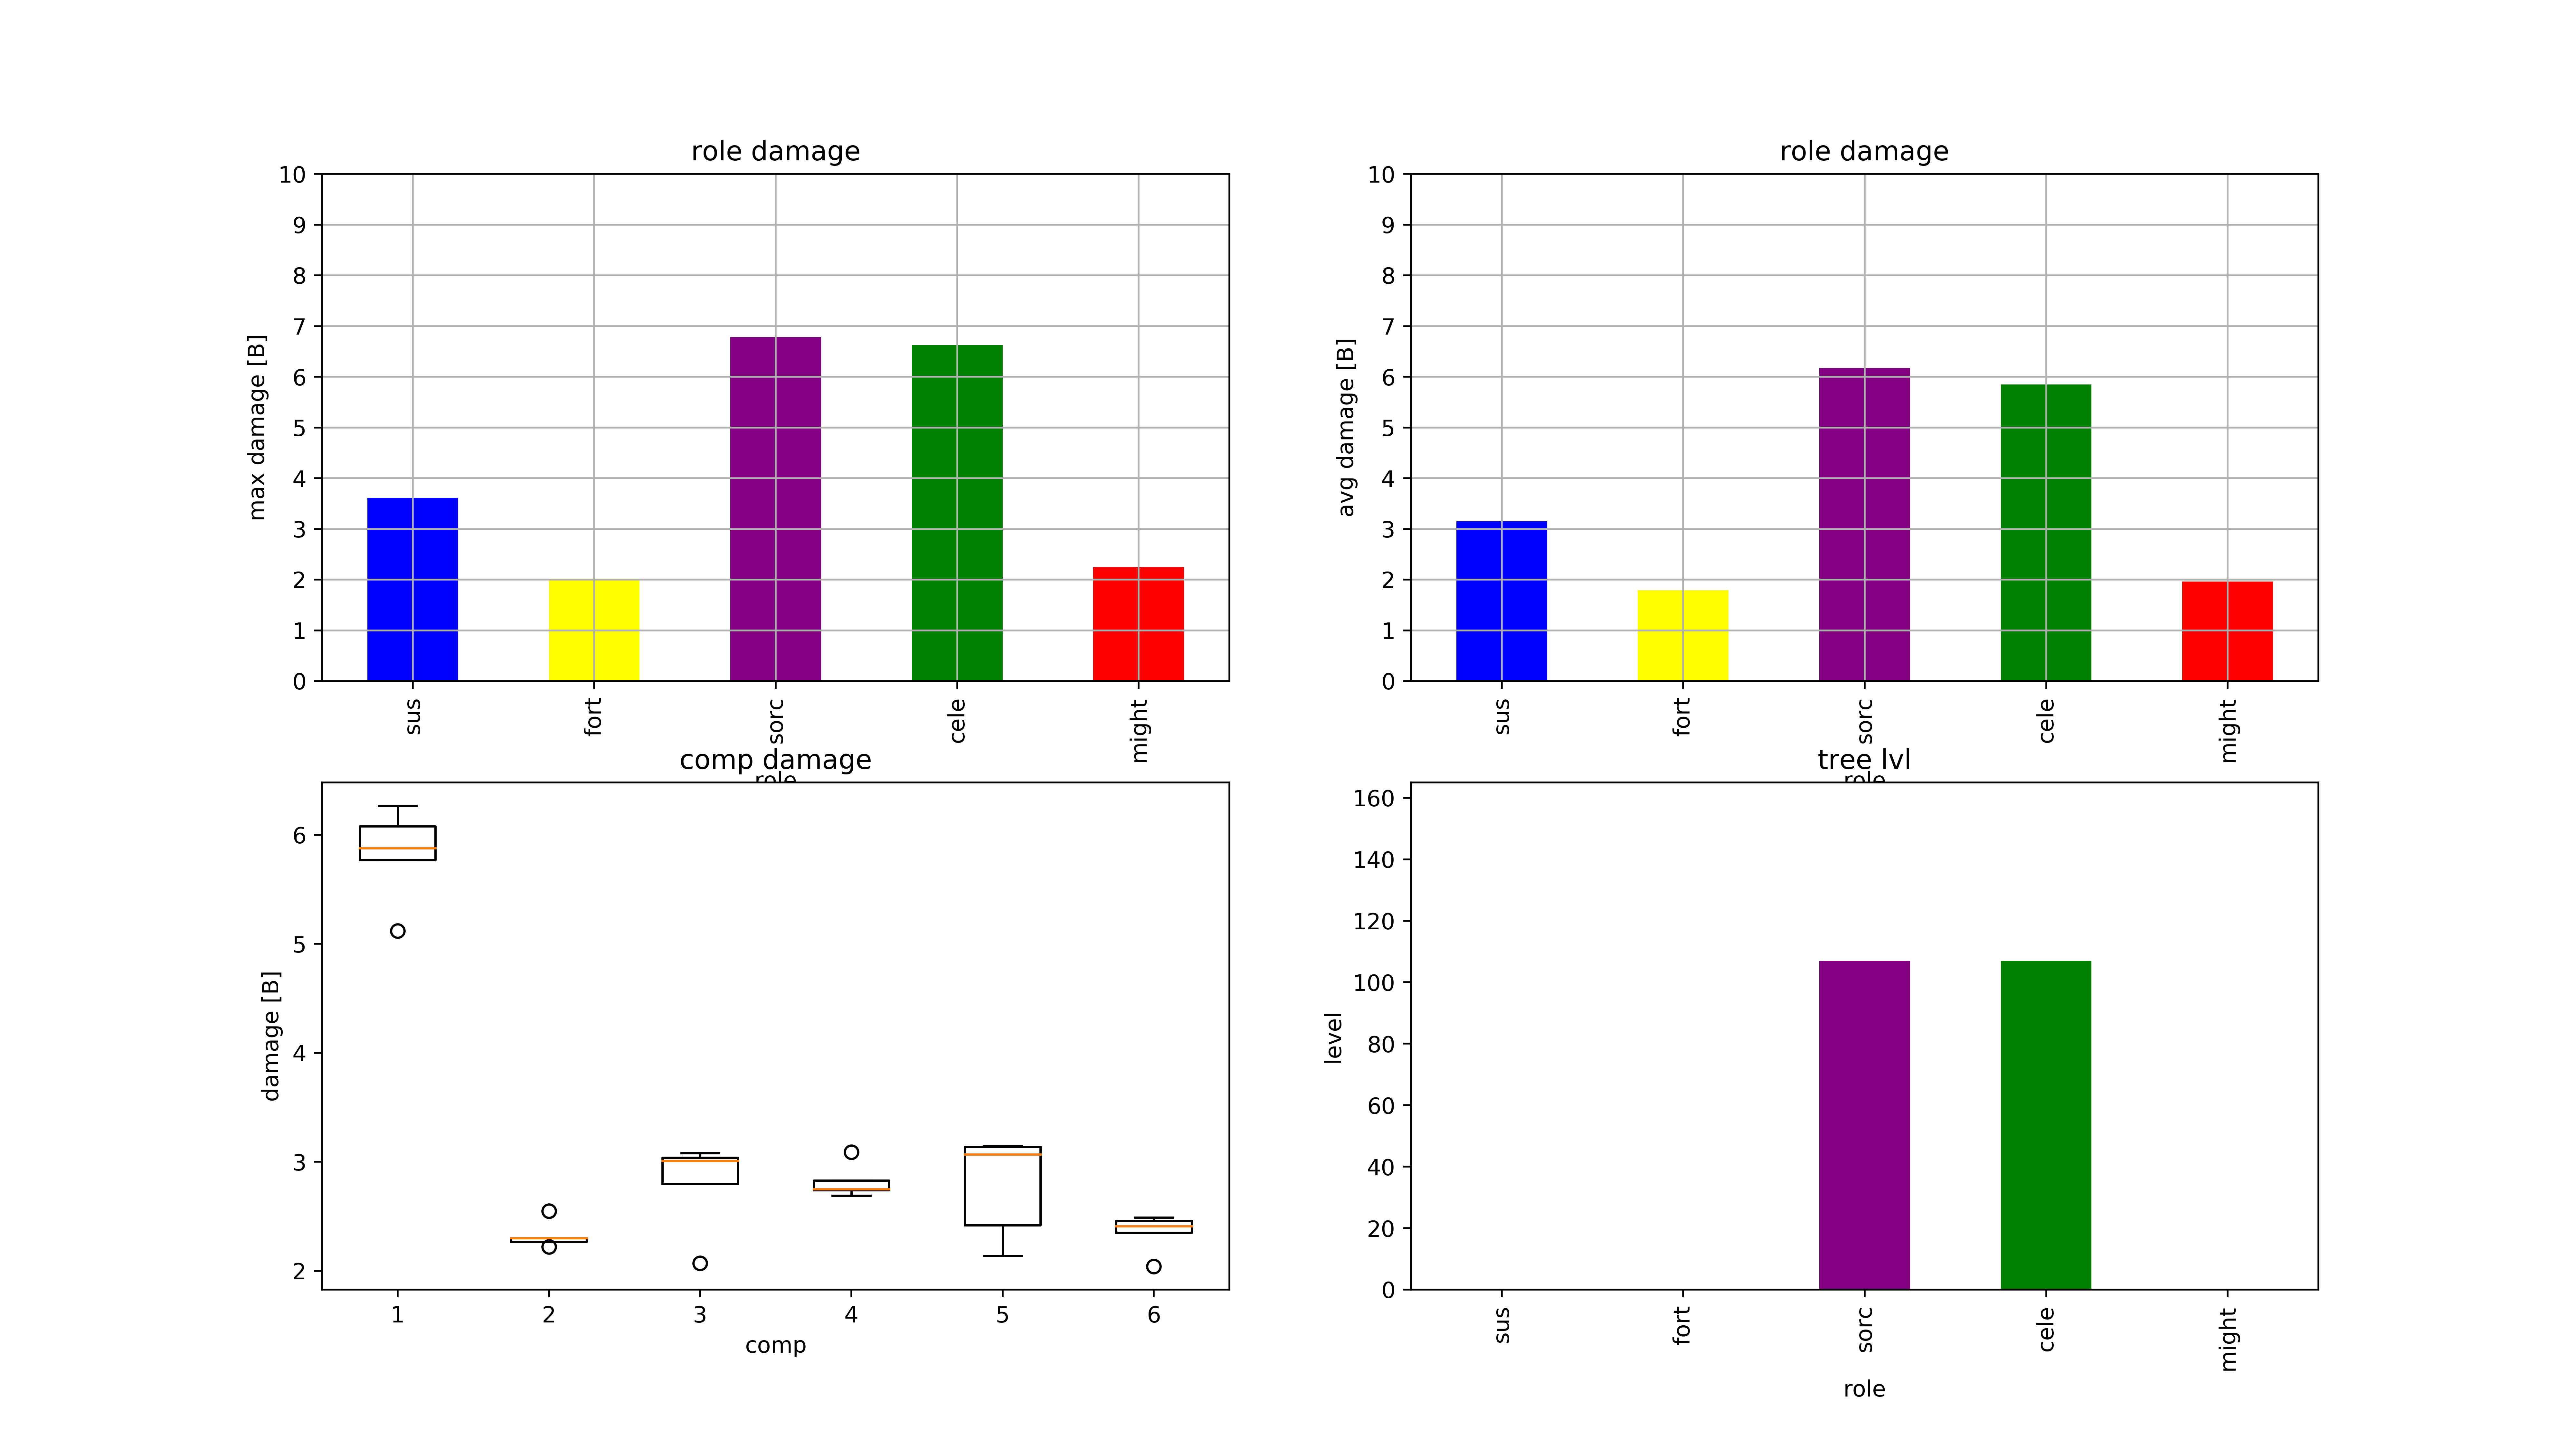 role damage
10
9
8
7
6
5
4
3
2
1
0
max damage [B]
sus
fort
sorc
cele
might
role
role damage
10
9
8
7
6
5
4
3
2
1
0
avg damage [B]
sus
fort
sorc
cele
might
role
comp damage
6
5
4
3
2
damage [B]
1 2 3 4 5 6
comp
tree lvl
160
140
120
100
80
60
40
20
0
level
sus
fort
sorc
cele
might
role